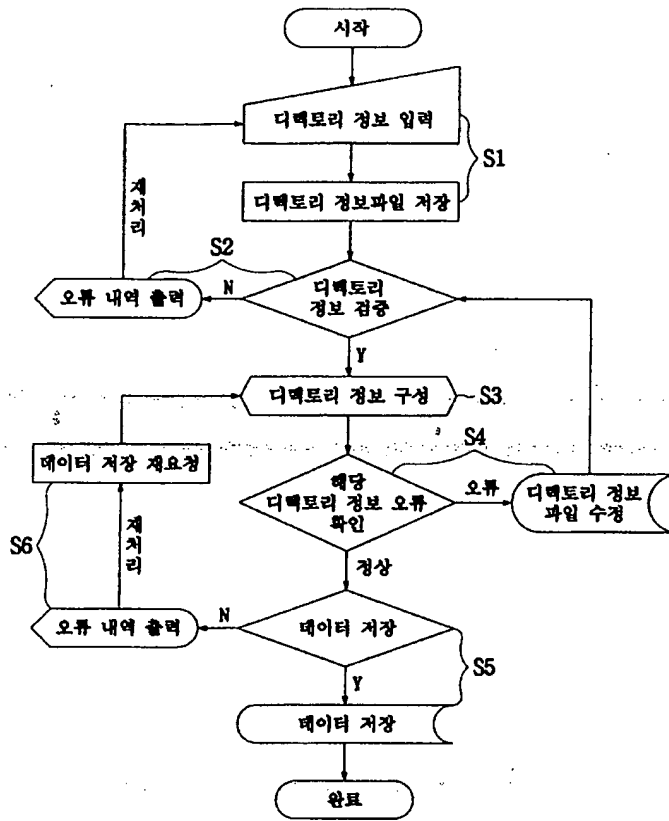 시작
디렉토리 정보 입력
S1
재처리
디렉토리 정보파일 저장
S2
오류 내역 출력
N
디렉토리
정보 검증
Y
디렉토리 정보 구성
S3
데이터 저장 재요청
S4
해당
디렉토리 정보 오류
확인
오류
디렉토리 정보
파일 수정
S6
재처리
정상
오류 내역 출력
N
데이터 저장
S5
Y
데이터 저장
완료